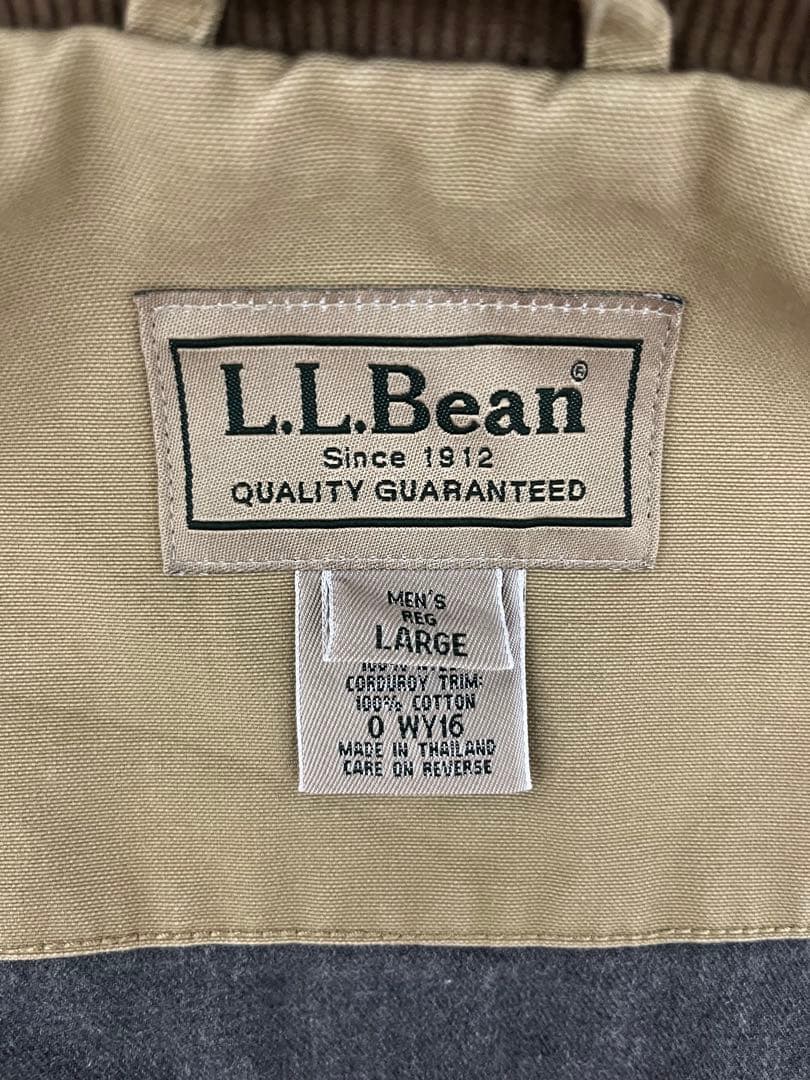 L.L.Bean®
Since 1912
QUALITY GUARANTEED
MEN'S
REG
LARGE
CORDUROY TRIM:
100% COTTON
0 WY16
MADE IN THAILAND
CARE ON REVERSE